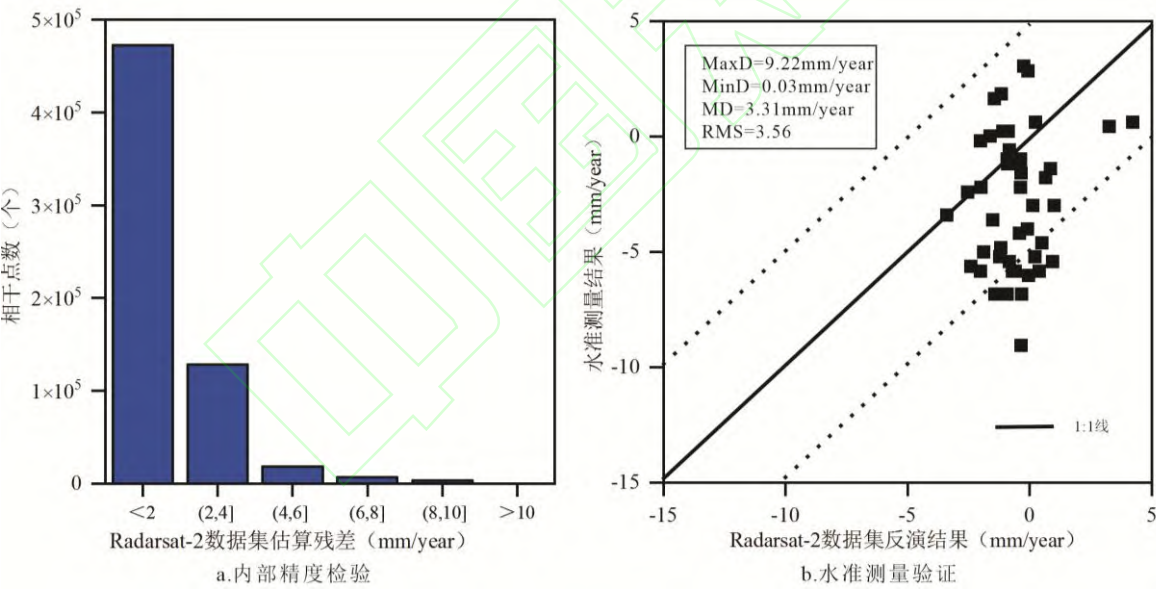 5×10⁵
4×10⁵
3×10⁵
2×10⁵
1×10⁵
0
相干点数（个）
<2
(2,4]
(4,6]
(6,8]
(8,10]
>10
Radarsat-2数据集估算残差（mm/year）
a.内部精度检验
5
0
-5
-10
-15
水准测量结果（mm/year）
MaxD=9.22mm/year
MinD=0.03mm/year
MD=3.31mm/year
RMS=3.56
1:1线
-15
-10
-5
0
5
Radarsat-2数据集反演结果（mm/year）
b.水准测量验证